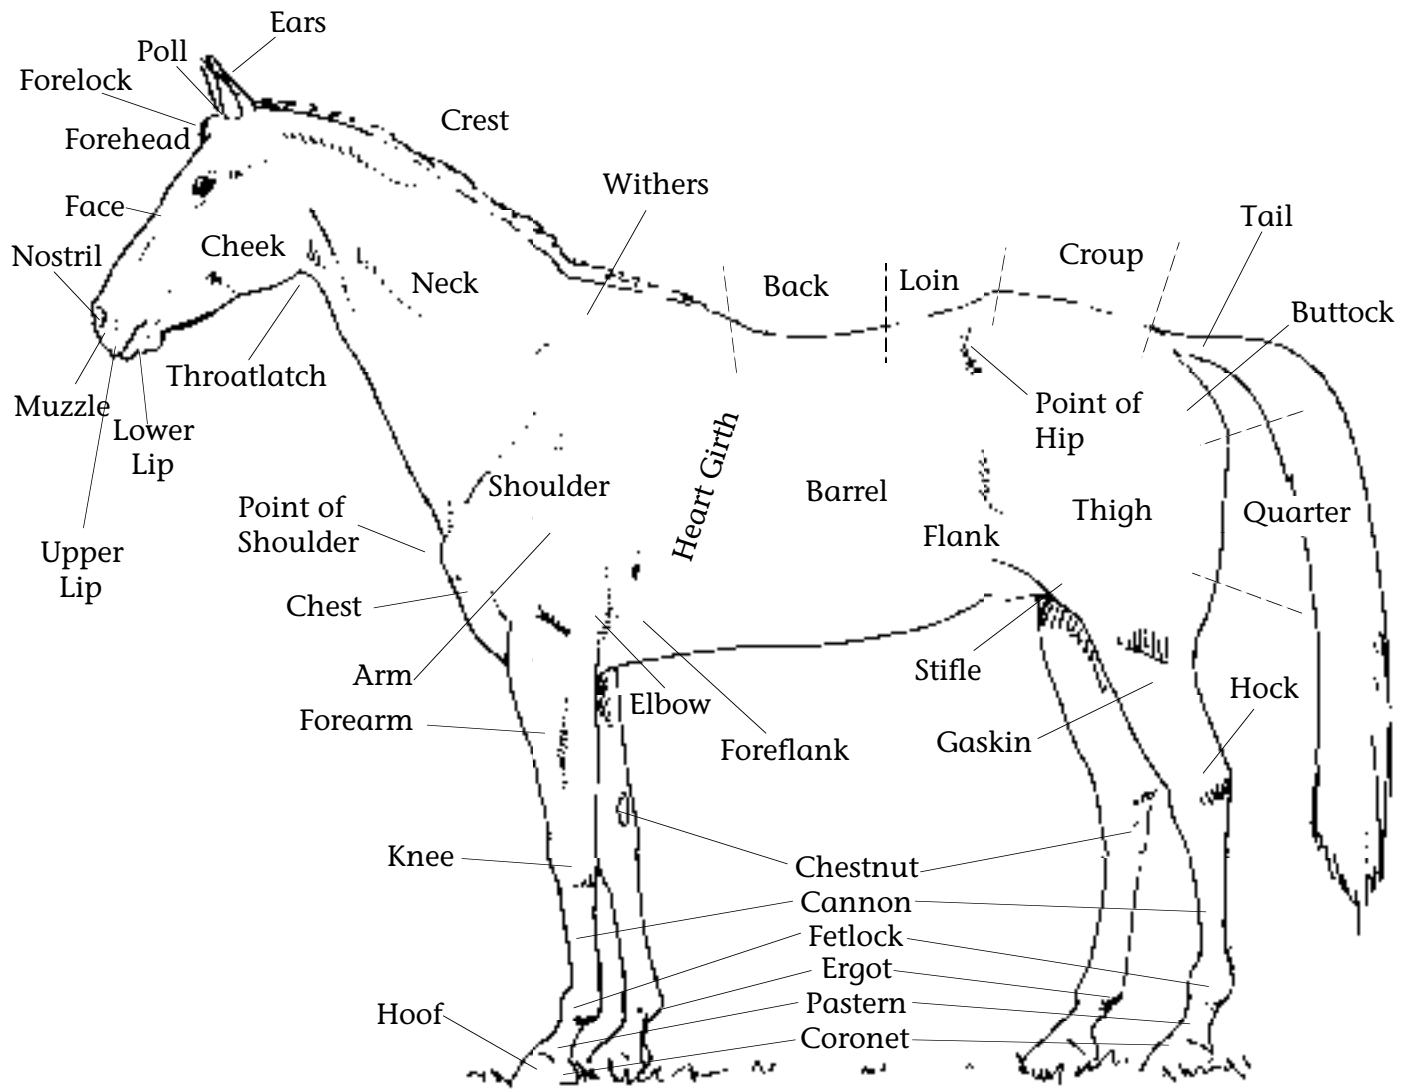 Ears
Poll
Forelock
Crest
Forehead
Withers
Face
Tail
Nostril
Cheek
Croup
Neck
Back
Loin
Buttock
Throatlatch
Muzzle
Point of
Hip
Lower
Lip
Heart Girth
Shoulder
Barrel
Point of
Shoulder
Thigh
Quarter
Flank
Upper
Lip
Chest
Arm
Stifle
Elbow
Hock
Forearm
Foreflank
Gaskin
Knee
Chestnut
Cannon
Fetlock
Ergot
Pastern
Hoof
Coronet